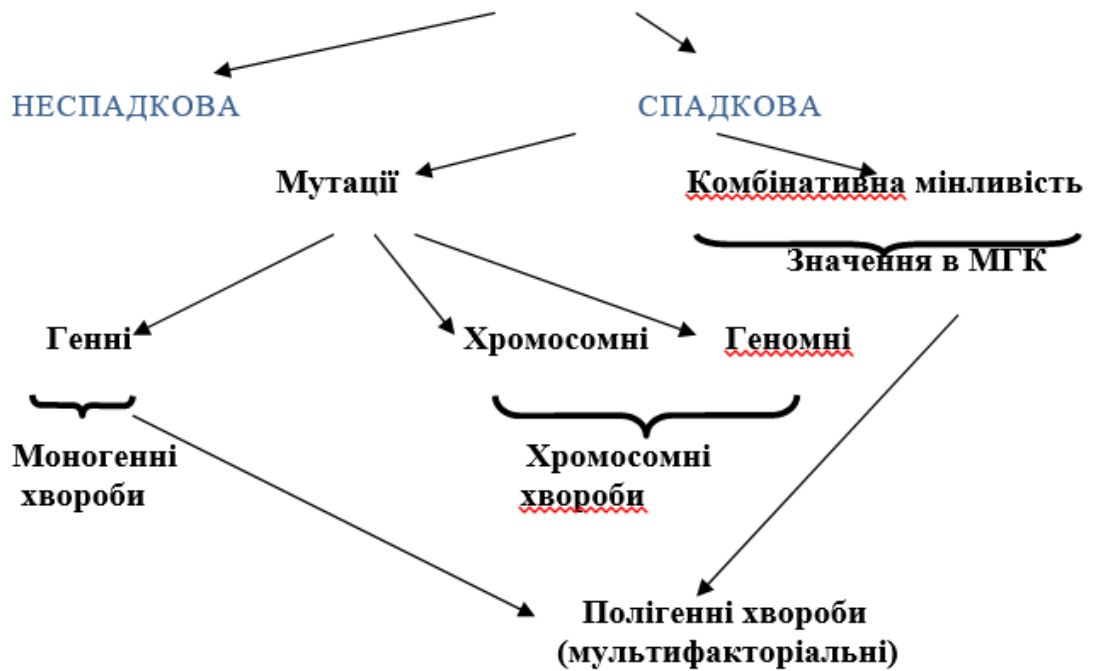 НЕСПАДКОВА СПАДКОВА
Мутації Комбінативна мінливість
Значення в МГК
Генні Хромосомні Геномні
Моногенні Хромосомні
хвороби хвороби
Полігенні хвороби
(мультифакторіальні)